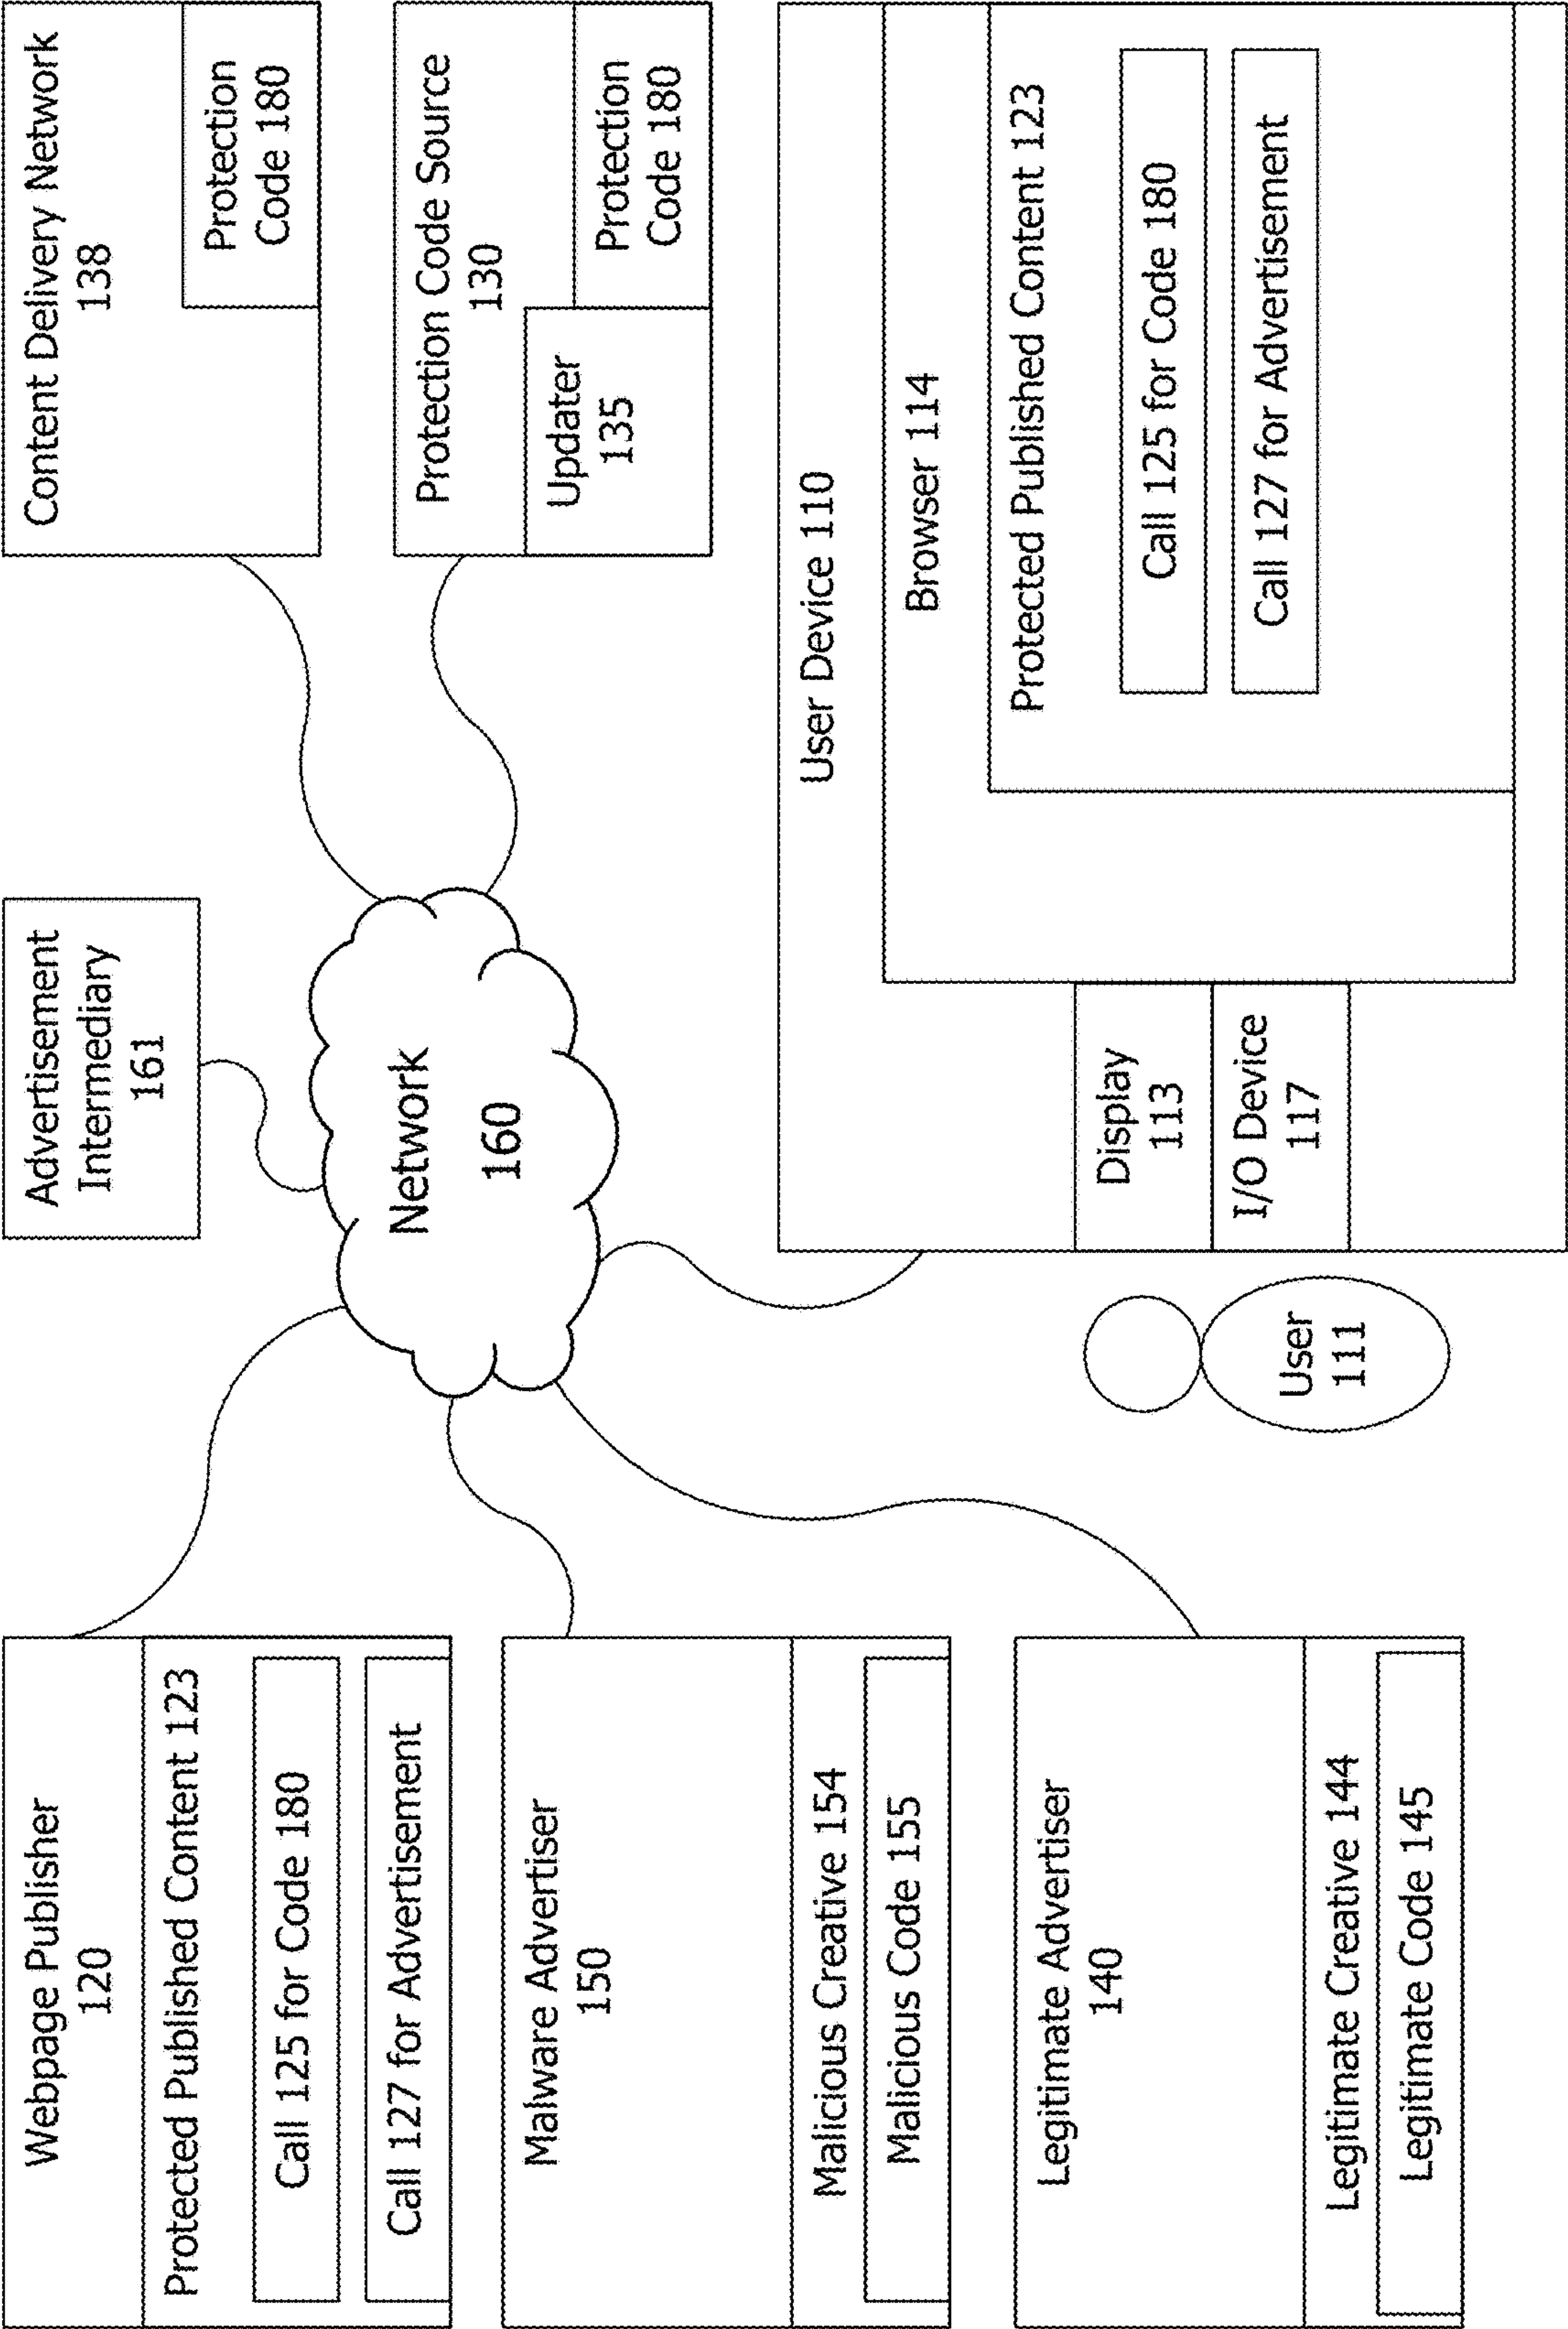 Webpage Publisher
120
Protected Published Content 123
Call 125 for Code 180
Call 127 for Advertisement
Malware Advertiser
150
Malicious Creative 154
Malicious Code 155
Legitimate Advertiser
140
Legitimate Creative 144
Legitimate Code 145
Advertisement
Intermediary
161
Network
160
User
111
Content Delivery Network
138
Protection
Code 180
Protection Code Source
130
Updater
135
Protection
Code 180
User Device 110
Browser 114
Protected Published Content 123
Call 125 for Code 180
Call 127 for Advertisement
Display
113
I/O Device
117